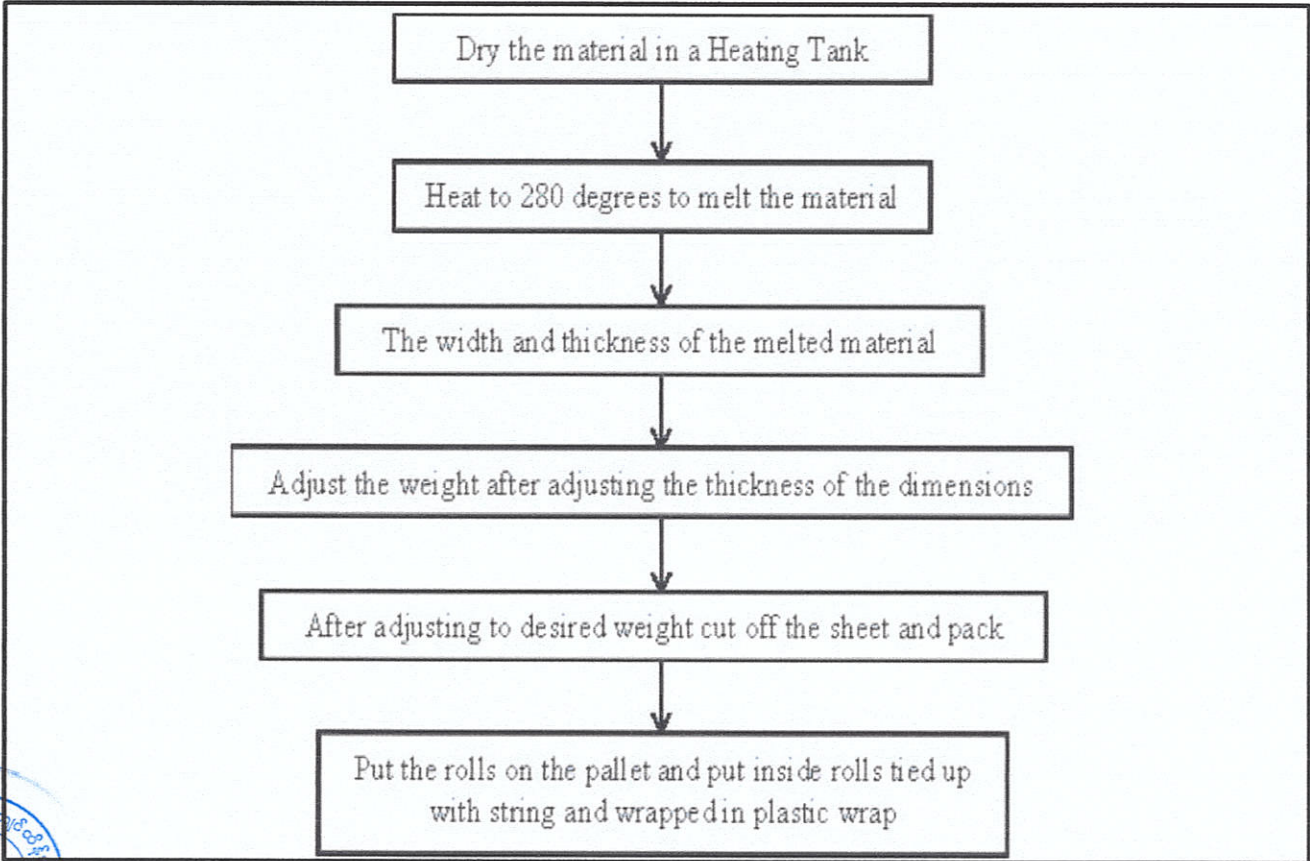 Dry the material in a Heating Tank
Heat to 280 degrees to melt the material
The width and thickness of the melted material
Adjust the weight after adjusting the thickness of the dimensions
After adjusting to desired weight cut off the sheet and pack
Put the rolls on the pallet and put inside rolls tied up
with string and wrapped in plastic wrap